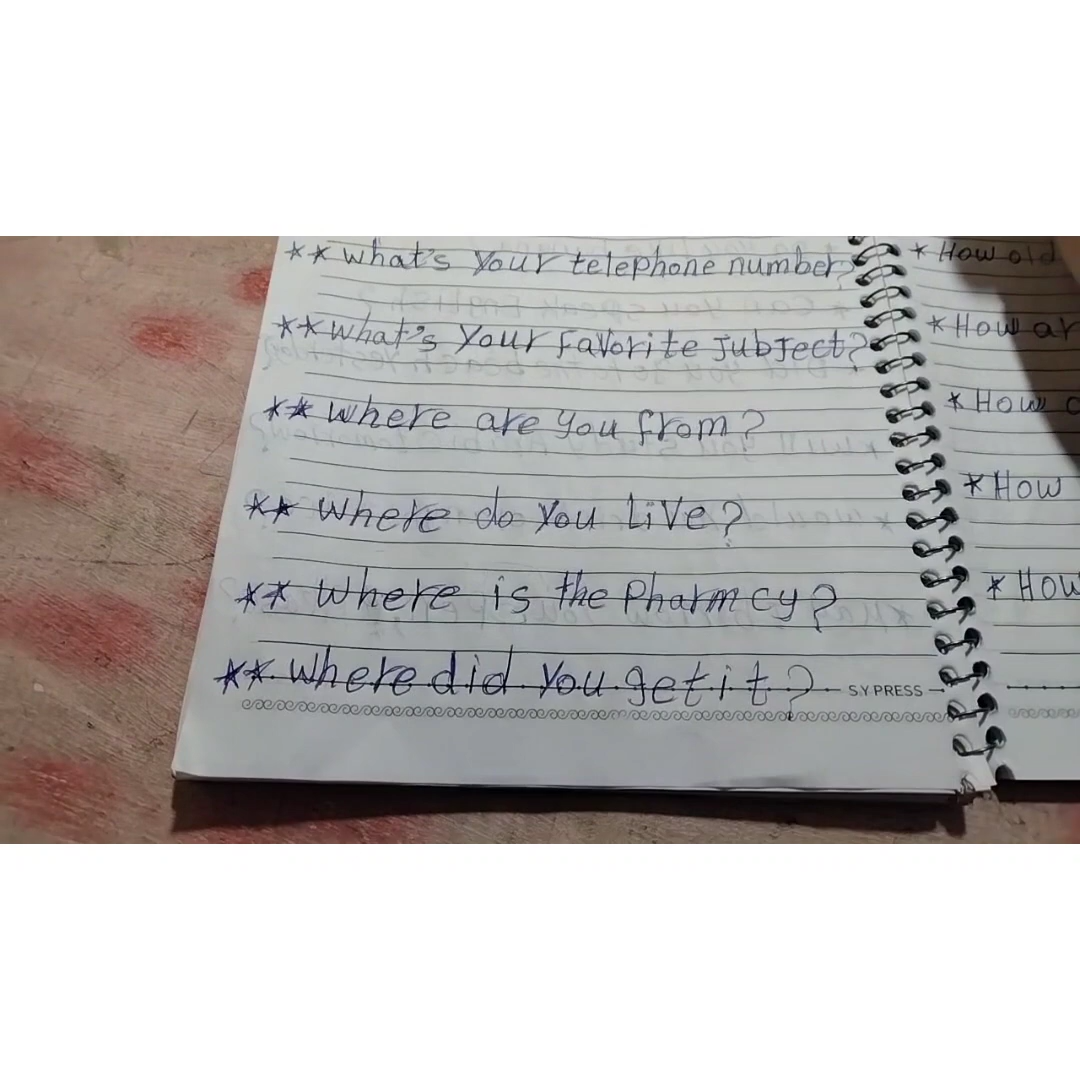 ** what's your telephone number?
** what's your favorite jubject?
** where are you from?
** where do you live?
** where is the pharmcy?
** where did you get it?
S.Y PRESS
* How old
* How ar
* How
* How
* How